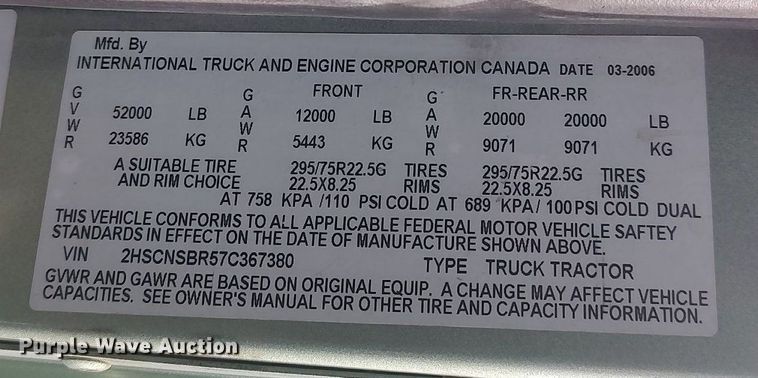 Mfd. By
INTERNATIONAL TRUCK AND ENGINE CORPORATION CANADA DATE 03-2006
GVWR 52000 LB GAWR FRONT 12000 LB GAWR FR-REAR-RR 20000 20000 LB
23586 KG 5443 KG 9071 9071 KG
A SUITABLE TIRE 295/75R22.5G TIRES 295/75R22.5G TIRES
AND RIM CHOICE 22.5X8.25 RIMS 22.5X8.25 RIMS
AT 758 KPA /110 PSI COLD AT 689 KPA/ 100 PSI COLD DUAL
THIS VEHICLE CONFORMS TO ALL APPLICABLE FEDERAL MOTOR VEHICLE SAFTEY
STANDARDS IN EFFECT ON THE DATE OF MANUFACTURE SHOWN ABOVE.
VIN 2HSCNSBR57C367380 TYPE TRUCK TRACTOR
GVWR AND GAWR ARE BASED ON ORIGINAL EQUIP. A CHANGE MAY AFFECT VEHICLE
CAPACITIES. SEE OWNER'S MANUAL FOR OTHER TIRE AND CAPACITY INFORMATION.
Purple Wave Auction